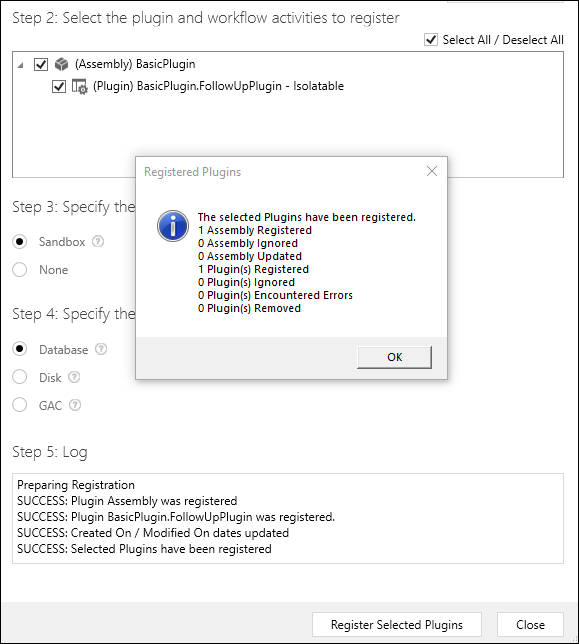 Step 2: Select the plugin and workflow activities to register
Select All / Deselect All
(Assembly) BasicPlugin
(Plugin) BasicPlugin.FollowUpPlugin - Isolatable
Registered Plugins
The selected Plugins have been registered.
1 Assembly Registered
0 Assembly Ignored
0 Assembly Updated
1 Plugin(s) Registered
0 Plugin(s) Ignored
0 Plugin(s) Encountered Errors
0 Plugin(s) Removed
OK
Step 3: Specify the
Sandbox ?
None
Step 4: Specify the
Database ?
Disk ?
GAC ?
Step 5: Log
Preparing Registration
SUCCESS: Plugin Assembly was registered
SUCCESS: Plugin BasicPlugin.FollowUpPlugin was registered.
SUCCESS: Created On / Modified On dates updated
SUCCESS: Selected Plugins have been registered
Register Selected Plugins
Close